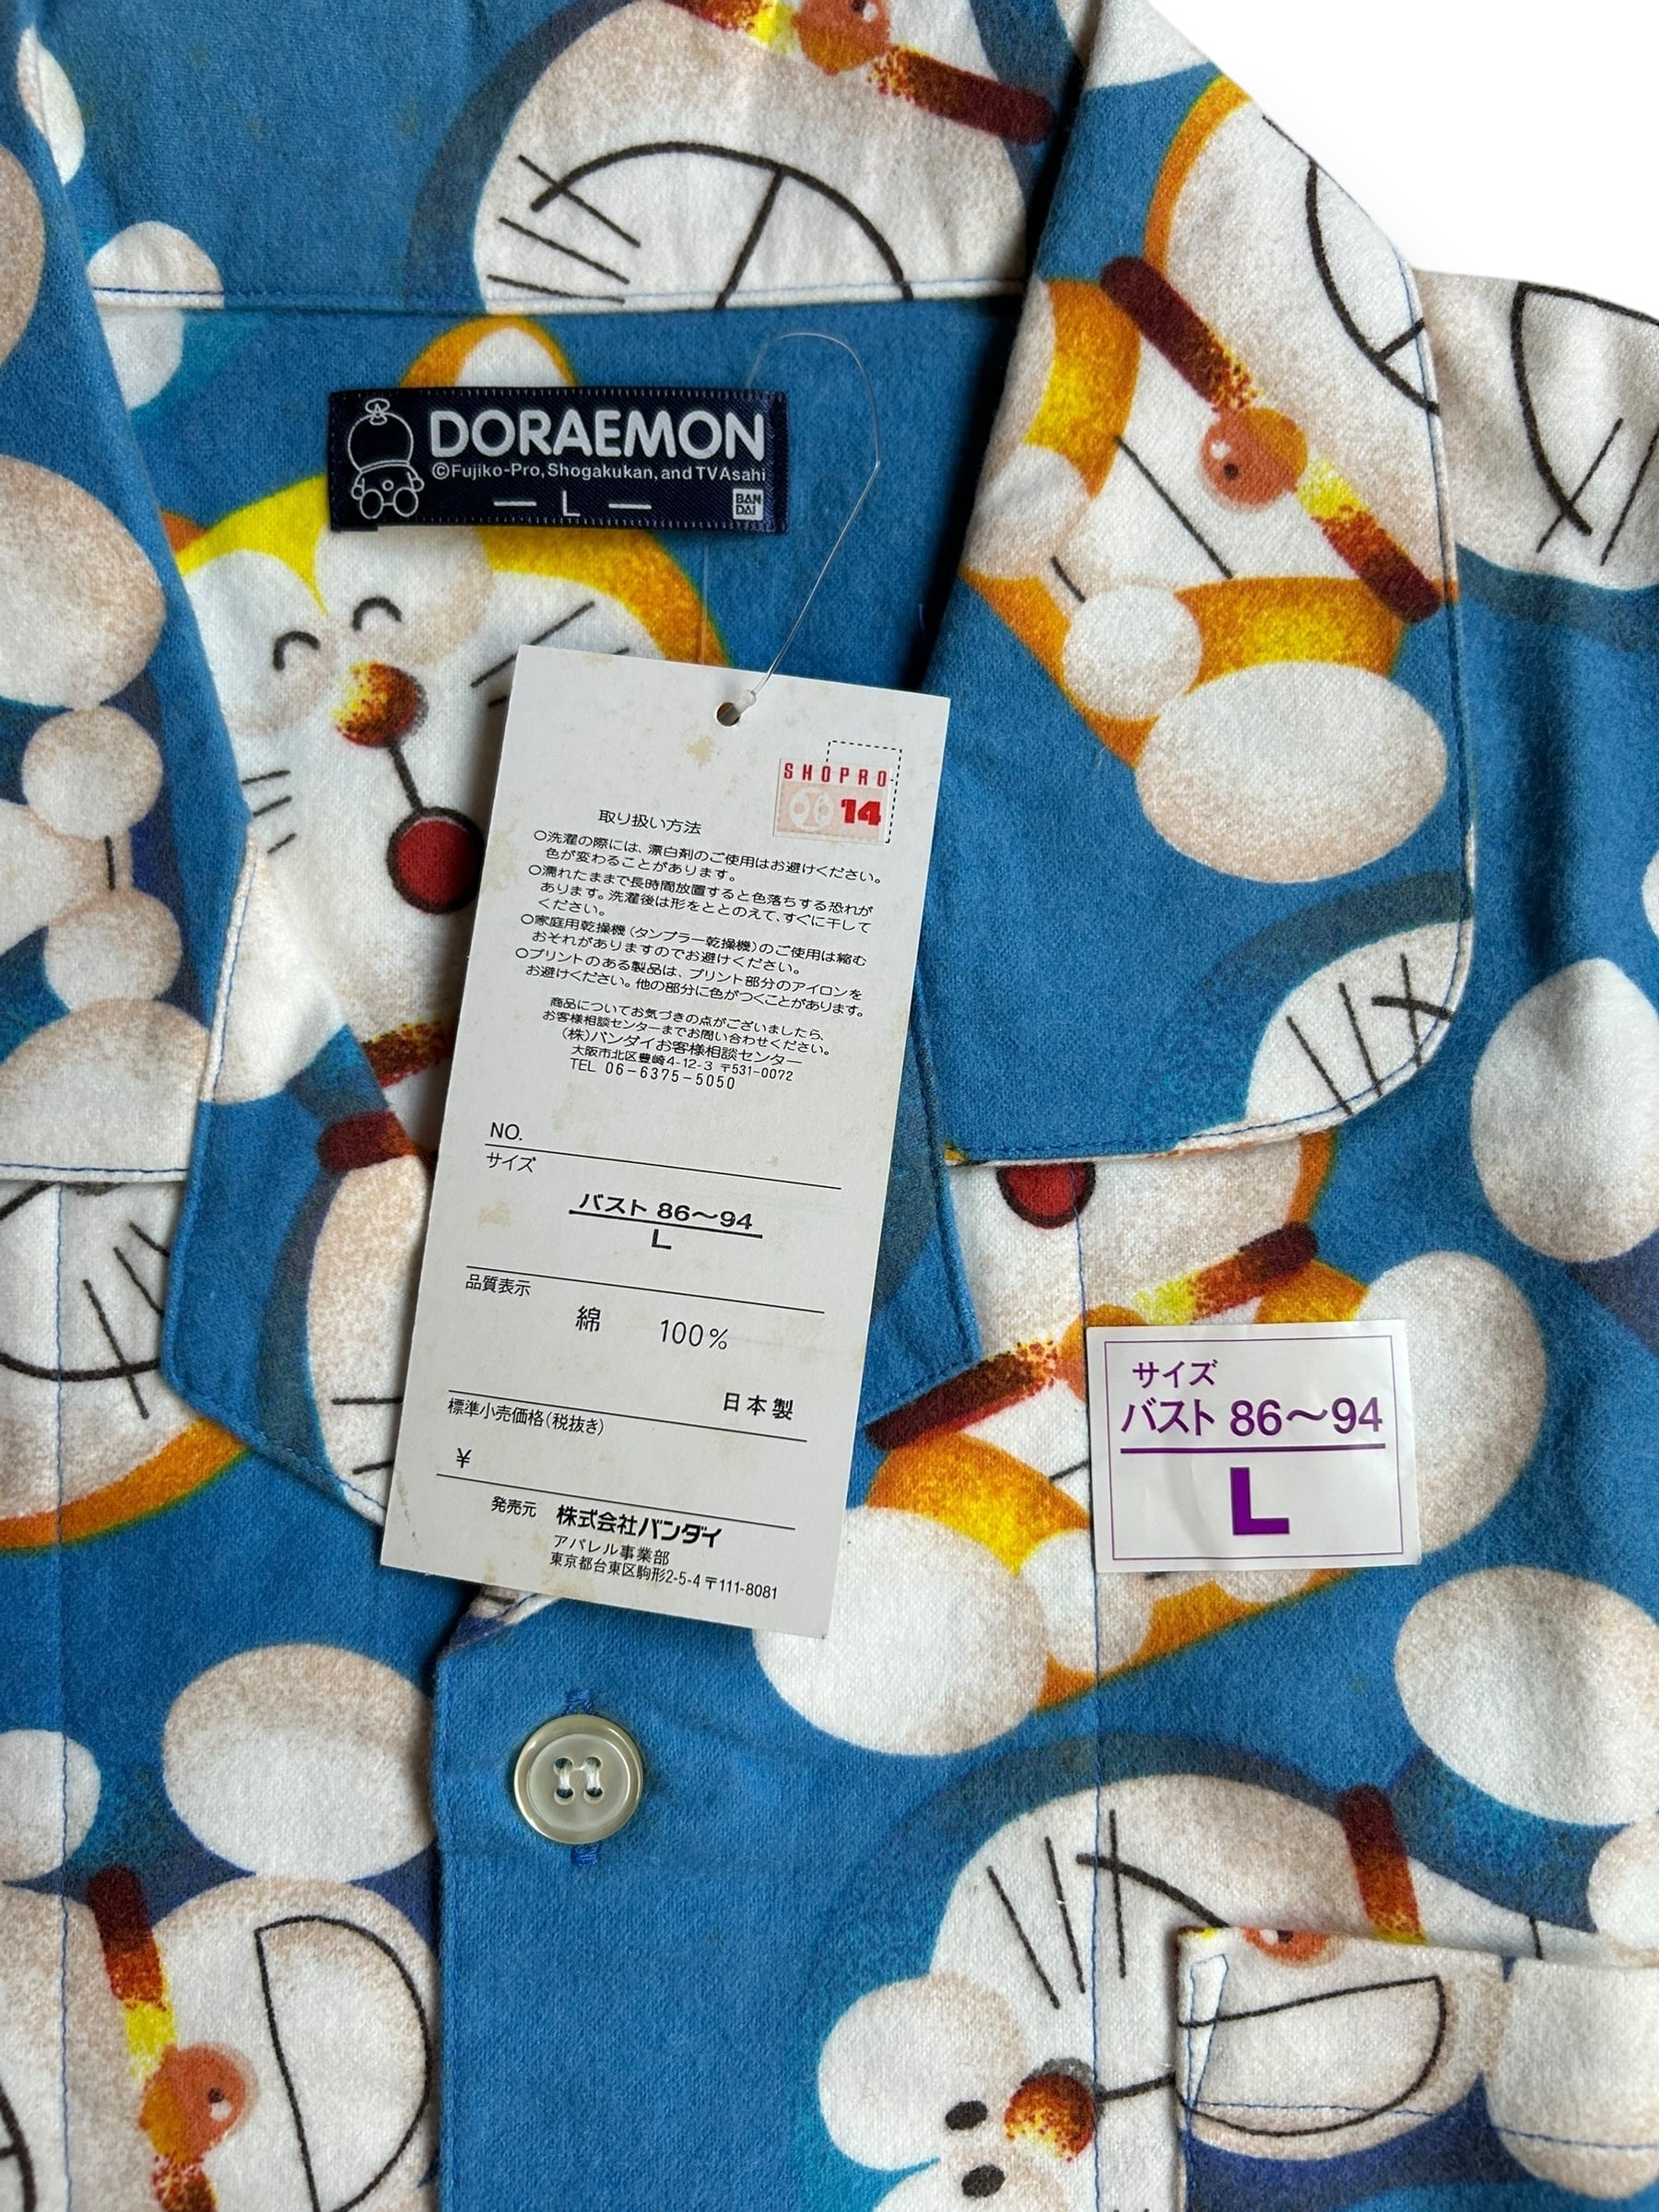 DORAEMON
©Fujiko-Pro, Shogakukan, and TV Asahi
— L —
BAN
DAI
SHOPRO
14
取り扱い方法
○洗濯の際には、漂白剤のご使用はお避けください。
色が変わることがあります。
○濡れたままで長時間放置すると色落ちする恐れが
あります。洗濯後は形をととのえて、すぐに干して
ください。
○家庭用乾燥機(タンブラー乾燥機)のご使用は縮む
おそれがありますのでお避けください。
○プリントのある製品は、プリント部分のアイロンを
お避けください。他の部分に色がつくことがあります。
商品についてお気づきの点がございましたら、
お客様相談センターまでお問い合わせください。
(株)バンダイお客様相談センター
大阪市北区豊崎4-12-3 〒531-0072
TEL 06-6375-5050
NO.
サイズ
バスト 86〜94
L
品質表示
綿 100%
日本製
標準小売価格(税抜き)
¥
発売元 株式会社バンダイ
アパレル事業部
東京都台東区駒形2-5-4 〒111-8081
サイズ
バスト 86〜94
L